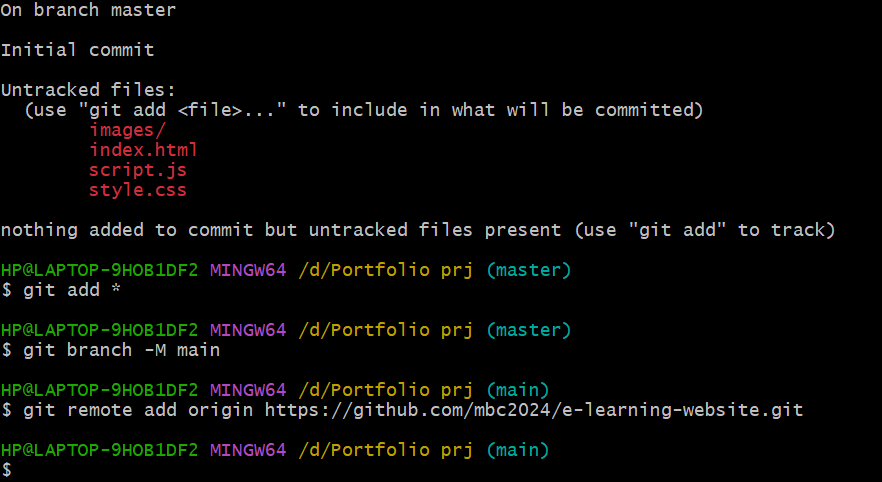 On branch master
Initial commit
Untracked files:
(use "git add <file>..." to include in what will be committed)
images/
index.html
script.js
style.css
nothing added to commit but untracked files present (use "git add" to track)
HP@LAPTOP-9HOB1DF2 MINGW64 /d/Portfolio prj (master)
$ git add *
HP@LAPTOP-9HOB1DF2 MINGW64 /d/Portfolio prj (master)
$ git branch -M main
HP@LAPTOP-9HOB1DF2 MINGW64 /d/Portfolio prj (main)
$ git remote add origin https://github.com/mbc2024/e-learning-website.git
HP@LAPTOP-9HOB1DF2 MINGW64 /d/Portfolio prj (main)
$